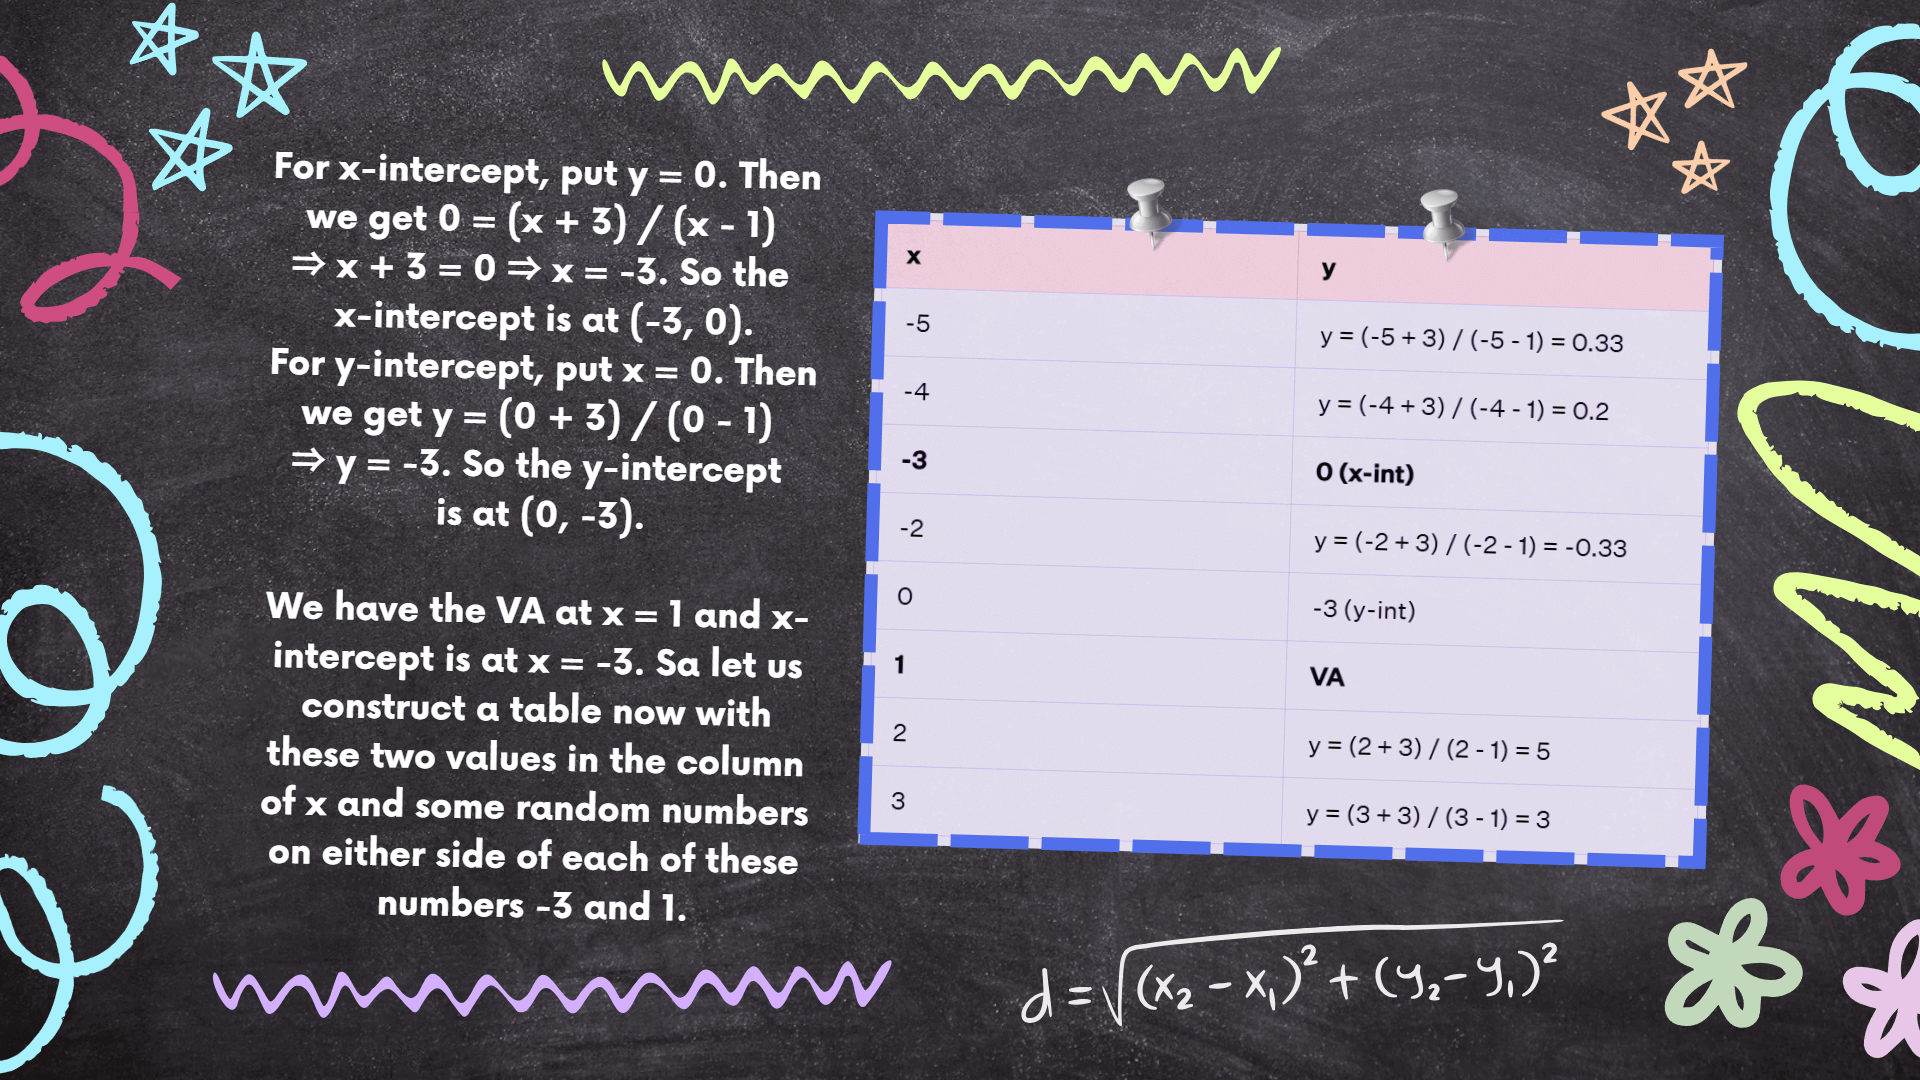 For x-intercept, put y = 0. Then
we get 0 = (x + 3) / (x - 1)
⇒ x + 3 = 0 ⇒ x = -3. So the
x-intercept is at (-3, 0).
For y-intercept, put x = 0. Then
we get y = (0 + 3) / (0 - 1)
⇒ y = -3. So the y-intercept
is at (0, -3).
We have the VA at x = 1 and x-
intercept is at x = -3. Sa let us
construct a table now with
these two values in the column
of x and some random numbers
on either side of each of these
numbers -3 and 1.
x y
-5 y = (-5 + 3) / (-5 - 1) = 0.33
-4 y = (-4 + 3) / (-4 - 1) = 0.2
-3 0 (x-int)
-2 y = (-2 + 3) / (-2 - 1) = -0.33
0 -3 (y-int)
1 VA
2 y = (2 + 3) / (2 - 1) = 5
3 y = (3 + 3) / (3 - 1) = 3
d = √(x₂ - x₁)² + (y₂ - y₁)²